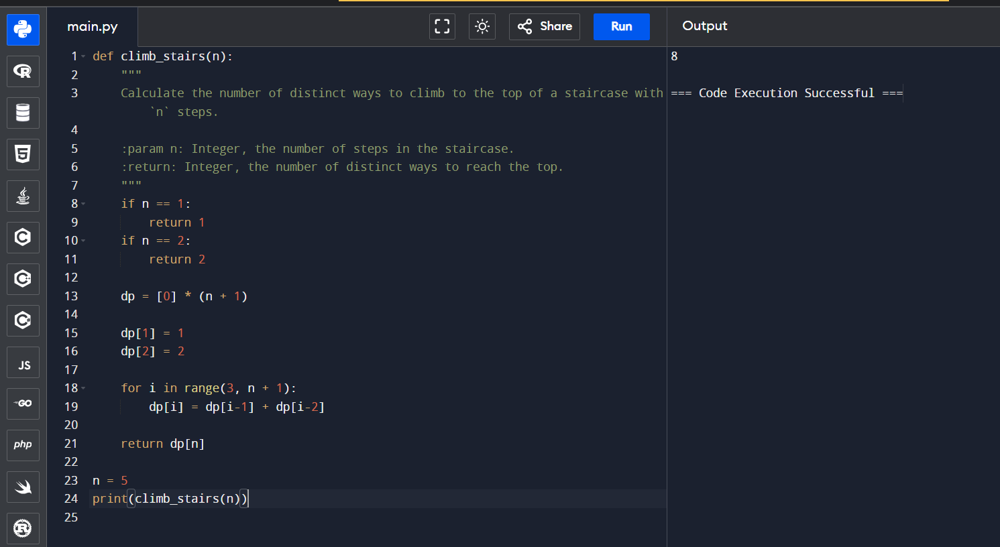 main.py
Share
Run
Output
1 def climb_stairs(n):
2 """
3 Calculate the number of distinct ways to climb to the top of a staircase with
`n` steps.
4
5 :param n: Integer, the number of steps in the staircase.
6 :return: Integer, the number of distinct ways to reach the top.
7 """
8 if n == 1:
9 return 1
10 if n == 2:
11 return 2
12
13 dp = [0] * (n + 1)
14
15 dp[1] = 1
16 dp[2] = 2
17
18 for i in range(3, n + 1):
19 dp[i] = dp[i-1] + dp[i-2]
20
21 return dp[n]
22
23 n = 5
24 print(climb_stairs(n))
25
8
=== Code Execution Successful ===
R
5
C
C++
C#
JS
GO
php
R